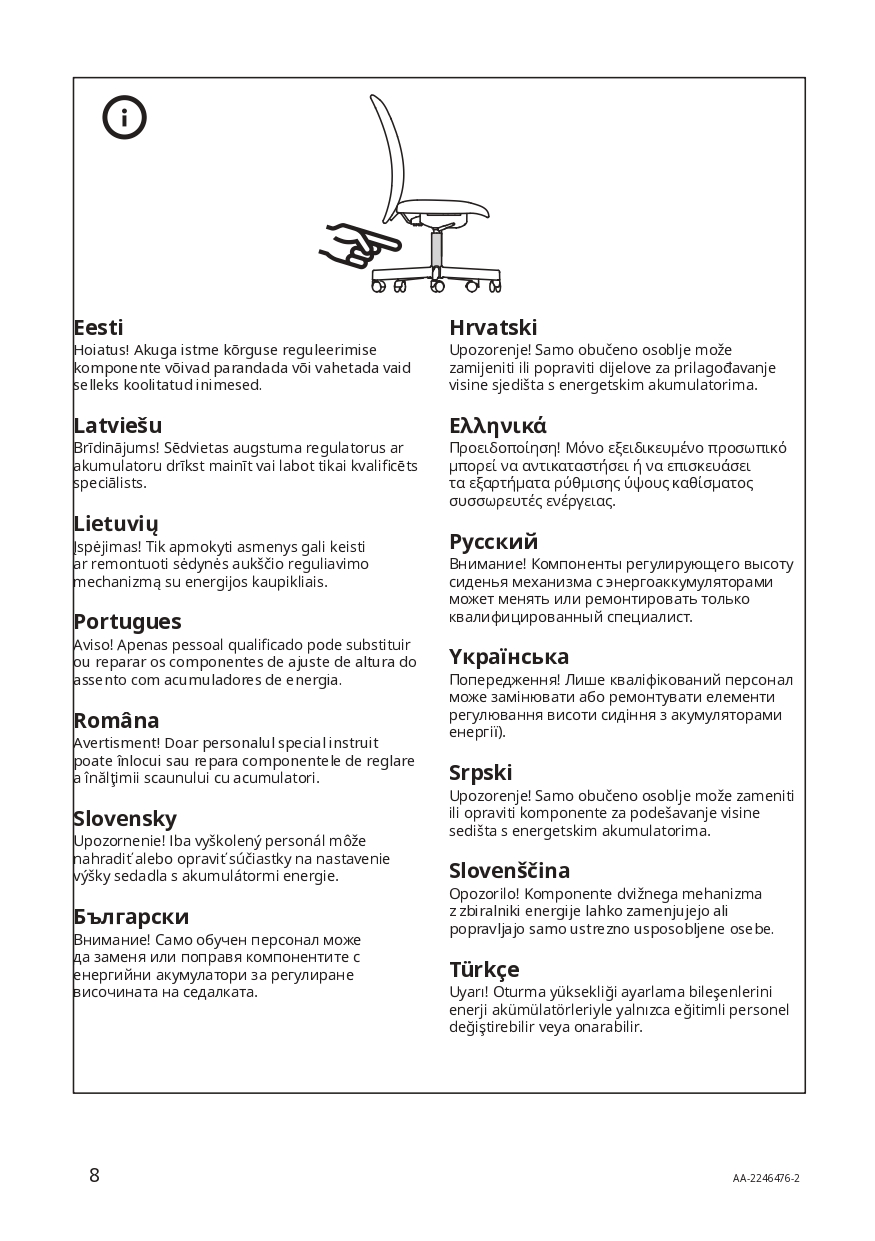 Eesti
Hoiatus! Akuga istme kõrguse reguleerimise
komponente võivad parandada või vahetada vaid
selleks koolitatud inimesed.
Latviešu
Brīdinājums! Sēdvietas augstuma regulatorus ar
akumulatoru drīkst mainīt vai labot tikai kvalificēts
speciālists.
Lietuvių
Įspėjimas! Tik apmokyti asmenys gali keisti
ar remontuoti sėdynės aukščio reguliavimo
mechanizmą su energijos kaupikliais.
Portugues
Aviso! Apenas pessoal qualificado pode substituir
ou reparar os componentes de ajuste de altura do
assento com acumuladores de energia.
Româna
Avertisment! Doar personalul special instruit
poate înlocui sau repara componentele de reglare
a înălţimii scaunului cu acumulatori.
Slovensky
Upozornenie! Iba vyškolený personál môže
nahradiť alebo opraviť súčiastky na nastavenie
výšky sedadla s akumulátormi energie.
Български
Внимание! Само обучен персонал може
да заменя или поправя компонентите с
енергийни акумулатори за регулиране
височината на седалката.
Hrvatski
Upozorenje! Samo obučeno osoblje može
zamijeniti ili popraviti dijelove za prilagođavanje
visine sjedišta s energetskim akumulatorima.
Ελληνικά
Προειδοποίηση! Μόνο εξειδικευμένο προσωπικό
μπορεί να αντικαταστήσει ή να επισκευάσει
τα εξαρτήματα ρύθμισης ύψους καθίσματος
συσσωρευτές ενέργειας.
Русский
Внимание! Компоненты регулирующего высоту
сиденья механизма с энергоаккумуляторами
может менять или ремонтировать только
квалифицированный специалист.
Yкраїнська
Попередження! Лише кваліфікований персонал
може замінювати або ремонтувати елементи
регулювання висоти сидіння з акумуляторами
енергії).
Srpski
Upozorenje! Samo obučeno osoblje može zameniti
ili opraviti komponente za podešavanje visine
sedišta s energetskim akumulatorima.
Slovenščina
Opozorilo! Komponente dvižnega mehanizma
z zbiralniki energije lahko zamenjujejo ali
popravljajo samo ustrezno usposobljene osebe.
Türkçe
Uyarı! Oturma yüksekliği ayarlama bileşenlerini
enerji akümülatörleriyle yalnızca eğitimli personel
değiştirebilir veya onarabilir.
8
AA-2246476-2